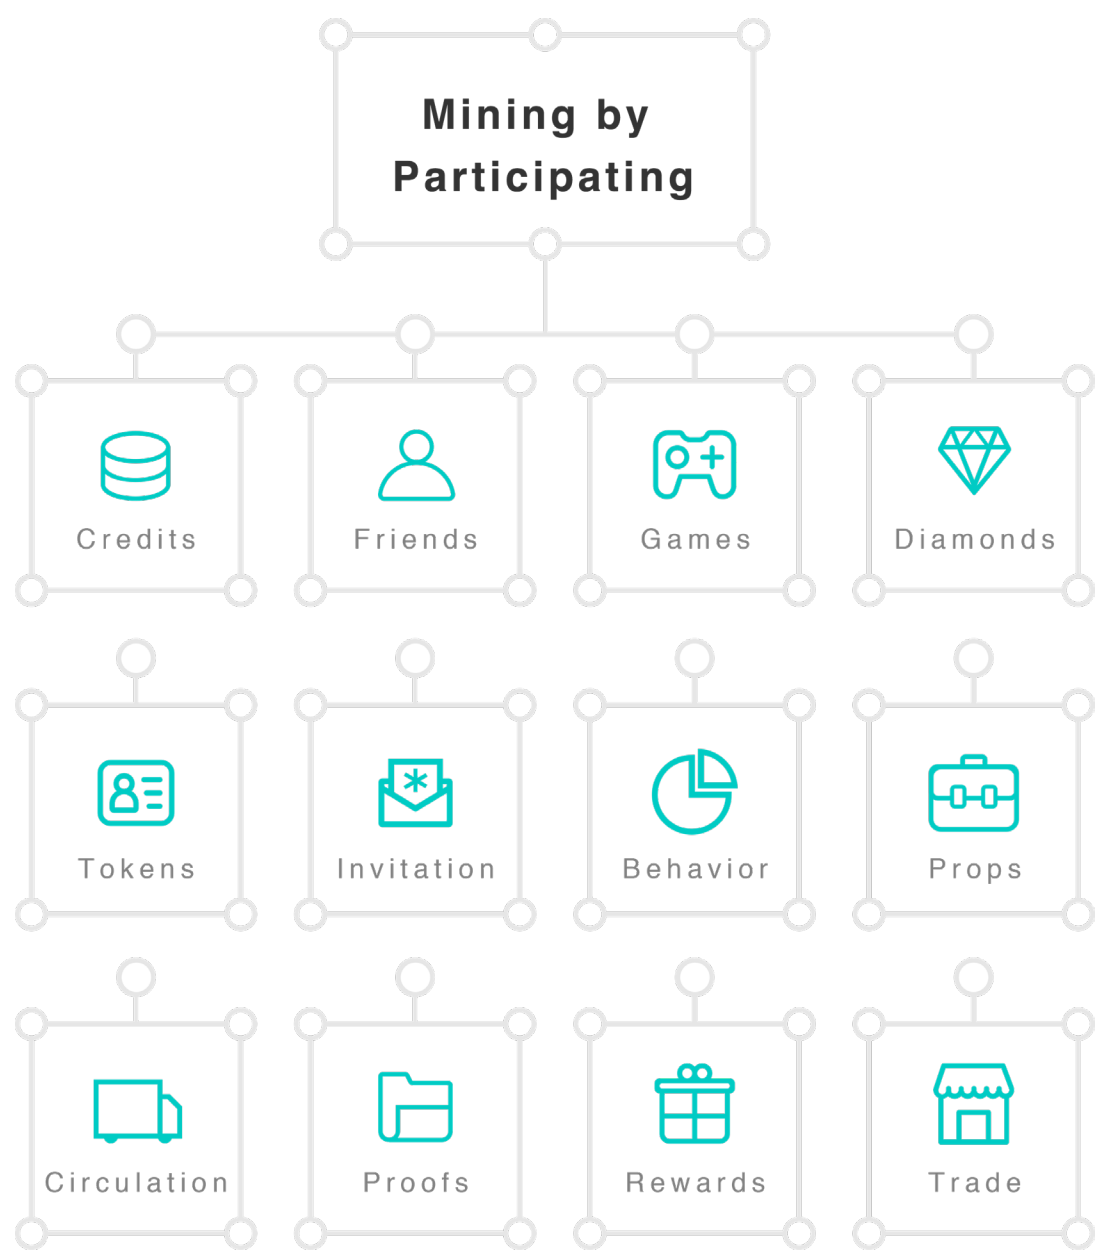 Mining by
Participating
Credits
Friends
Games
Diamonds
Tokens
Invitation
Behavior
Props
Circulation
Proofs
Rewards
Trade